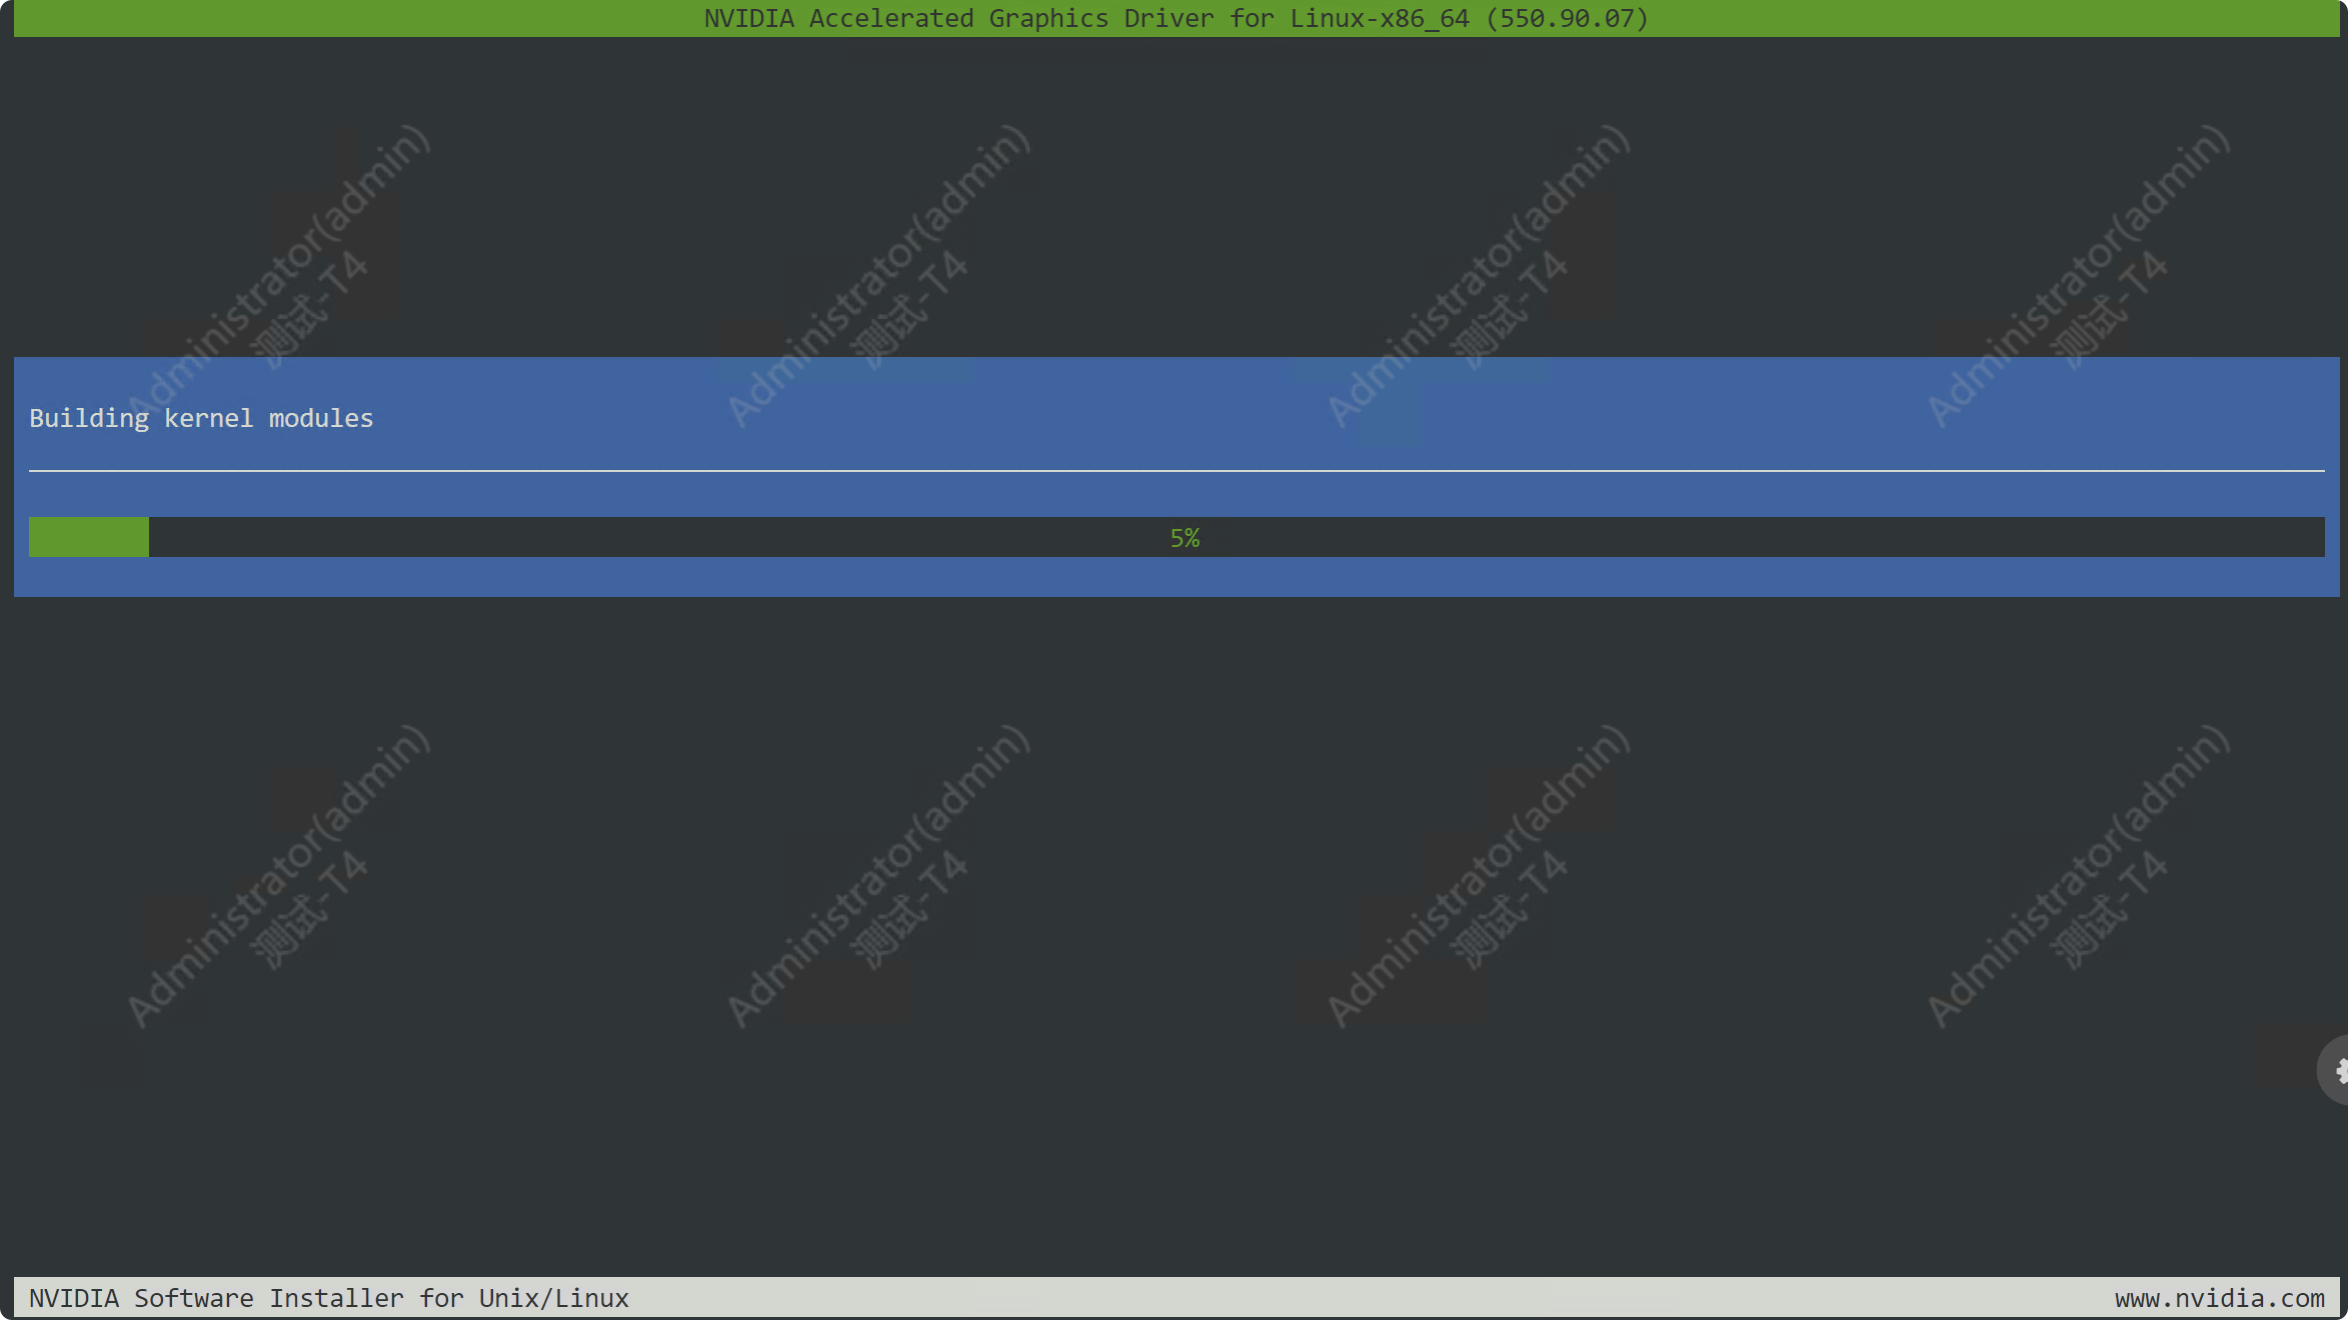 NVIDIA Accelerated Graphics Driver for Linux-x86_64 (550.90.07)
Administrator(admin)
测试-T4
Administrator(admin)
测试-T4
Administrator(admin)
测试-T4
Administrator(admin)
测试-T4
Building kernel modules
5%
Administrator(admin)
测试-T4
Administrator(admin)
测试-T4
Administrator(admin)
测试-T4
Administrator(admin)
测试-T4
NVIDIA Software Installer for Unix/Linux
www.nvidia.com